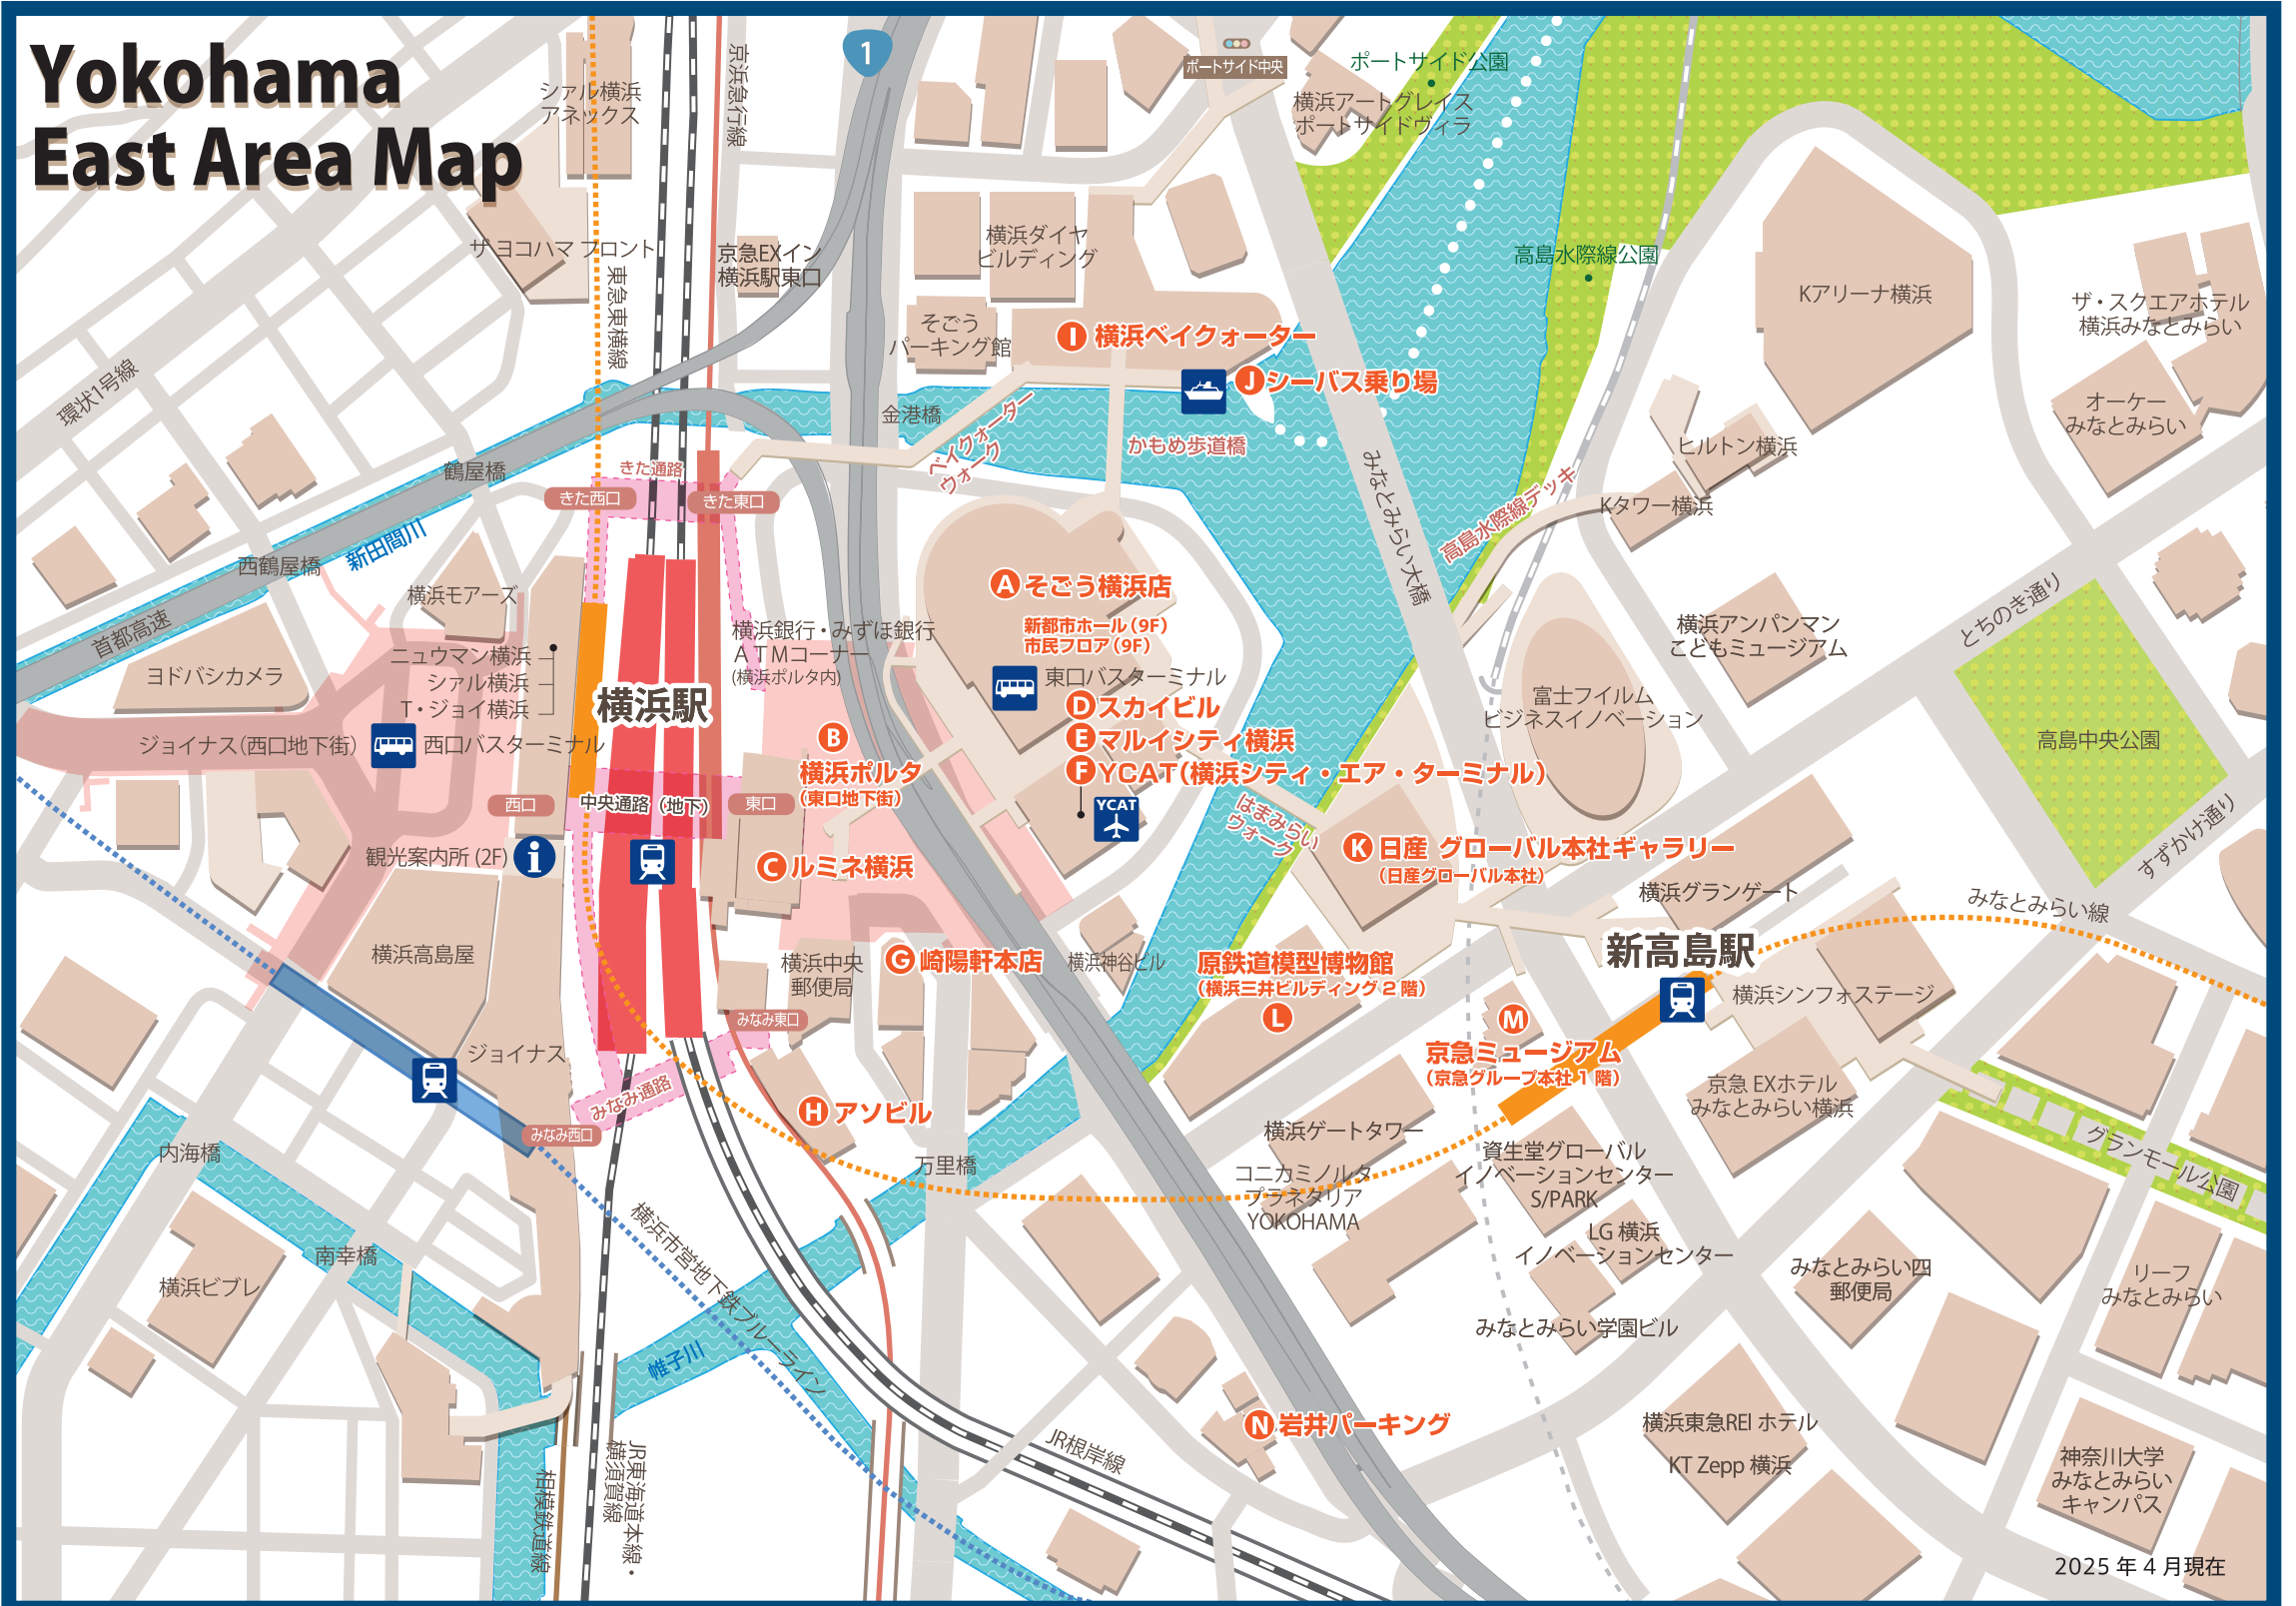 Yokohama
East Area Map
1
京浜急行線
シァル横浜
アネックス
ポートサイド中央
ポートサイド公園
横浜アートグレイス
ポートサイドヴィラ
ザ ヨコハマ フロント
東急東横線
京急EXイン
横浜駅東口
横浜ダイヤ
ビルディング
高島水際線公園
Kアリーナ横浜
ザ・スクエアホテル
横浜みなとみらい
そごう
パーキング館
I 横浜ベイクォーター
J シーバス乗り場
環状1号線
金港橋
ベイクォーター
ウォーク
かもめ歩道橋
オーケー
みなとみらい
ヒルトン横浜
鶴屋橋
きた通路
きた西口
きた東口
みなとみらい大橋
高島水際線デッキ
Kタワー横浜
新田間川
西鶴屋橋
横浜モアーズ
首都高速
A そごう横浜店
新都市ホール(9F)
市民フロア(9F)
横浜銀行・みずほ銀行
ATMコーナー
(横浜ポルタ内)
横浜アンパンマン
こどもミュージアム
とちのき通り
ニュウマン横浜
シァル横浜
T・ジョイ横浜
ヨドバシカメラ
横浜駅
東口バスターミナル
D スカイビル
E マルイシティ横浜
F YCAT(横浜シティ・エア・ターミナル)
YCAT
富士フイルム
ビジネスイノベーション
高島中央公園
ジョイナス(西口地下街)
西口バスターミナル
B
横浜ポルタ
(東口地下街)
西口
中央通路(地下)
東口
はまみらい
ウォーク
すずかけ通り
観光案内所 (2F)
i
C ルミネ横浜
K 日産 グローバル本社ギャラリー
(日産グローバル本社)
横浜グランゲート
みなとみらい線
横浜高島屋
横浜中央
郵便局
G 崎陽軒本店
横浜神谷ビル
原鉄道模型博物館
(横浜三井ビルディング2階)
L
新高島駅
横浜シンフォステージ
M
京急ミュージアム
(京急グループ本社1階)
みなみ東口
ジョイナス
みなみ通路
みなみ西口
H アソビル
京急 EXホテル
みなとみらい横浜
内海橋
万里橋
横浜ゲートタワー
コニカミノルタ
プラネタリア
YOKOHAMA
資生堂グローバル
イノベーションセンター
S/PARK
グランモール公園
横浜市営地下鉄ブルーライン
南幸橋
横浜ビブレ
LG 横浜
イノベーションセンター
みなとみらい四
郵便局
リーフ
みなとみらい
みなとみらい学園ビル
帷子川
N 岩井パーキング
JR根岸線
横浜東急REI ホテル
KT Zepp 横浜
神奈川大学
みなとみらい
キャンパス
相模鉄道線
JR東海道本線・
横須賀線
2025 年 4 月現在